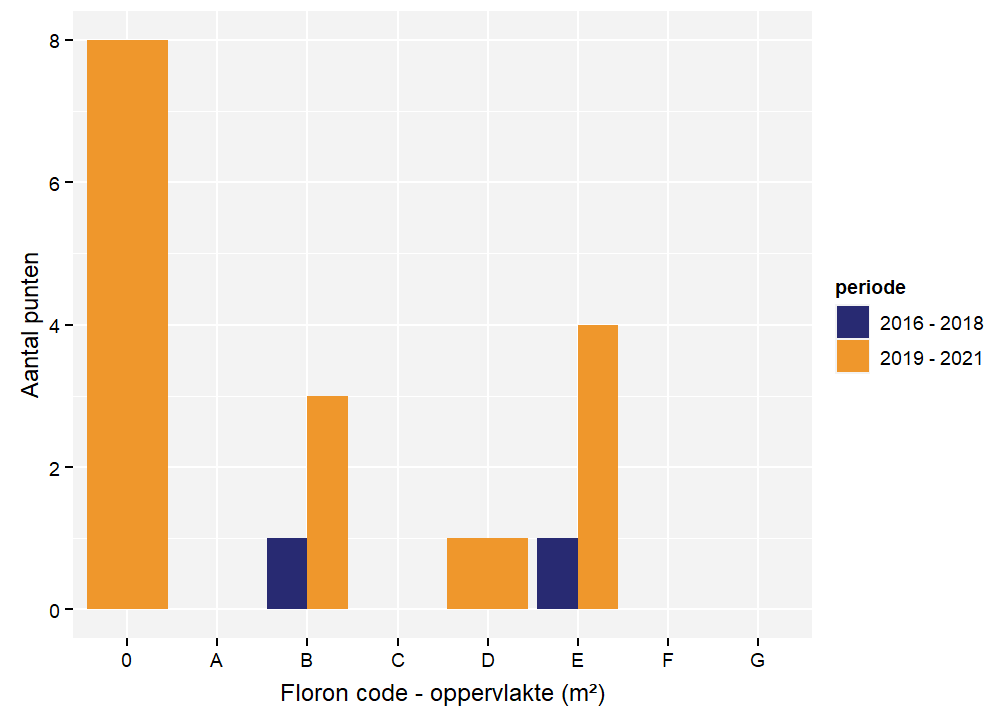 8
6
4
2
0
Aantal punten
0 A B C D E F G
Floron code - oppervlakte (m²)
periode
2016 - 2018
2019 - 2021